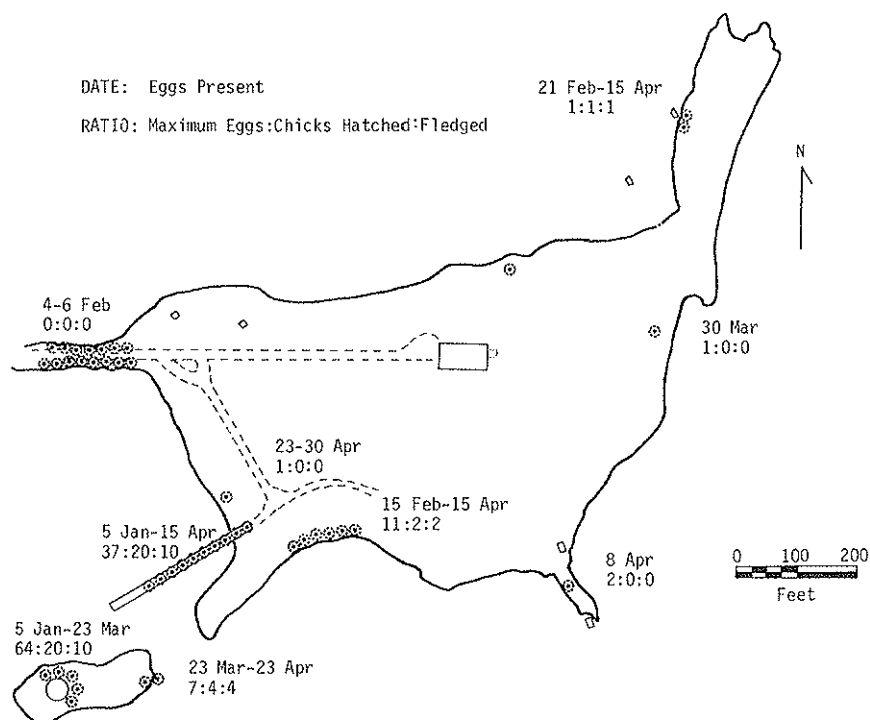 DATE: Eggs Present
RATIO: Maximum Eggs:Chicks Hatched:Fledged
21 Feb-15 Apr
1:1:1
N
4-6 Feb
0:0:0
30 Mar
1:0:0
23-30 Apr
1:0:0
15 Feb-15 Apr
11:2:2
5 Jan-15 Apr
37:20:10
8 Apr
2:0:0
0 100 200
Feet
5 Jan-23 Mar
64:20:10
23 Mar-23 Apr
7:4:4